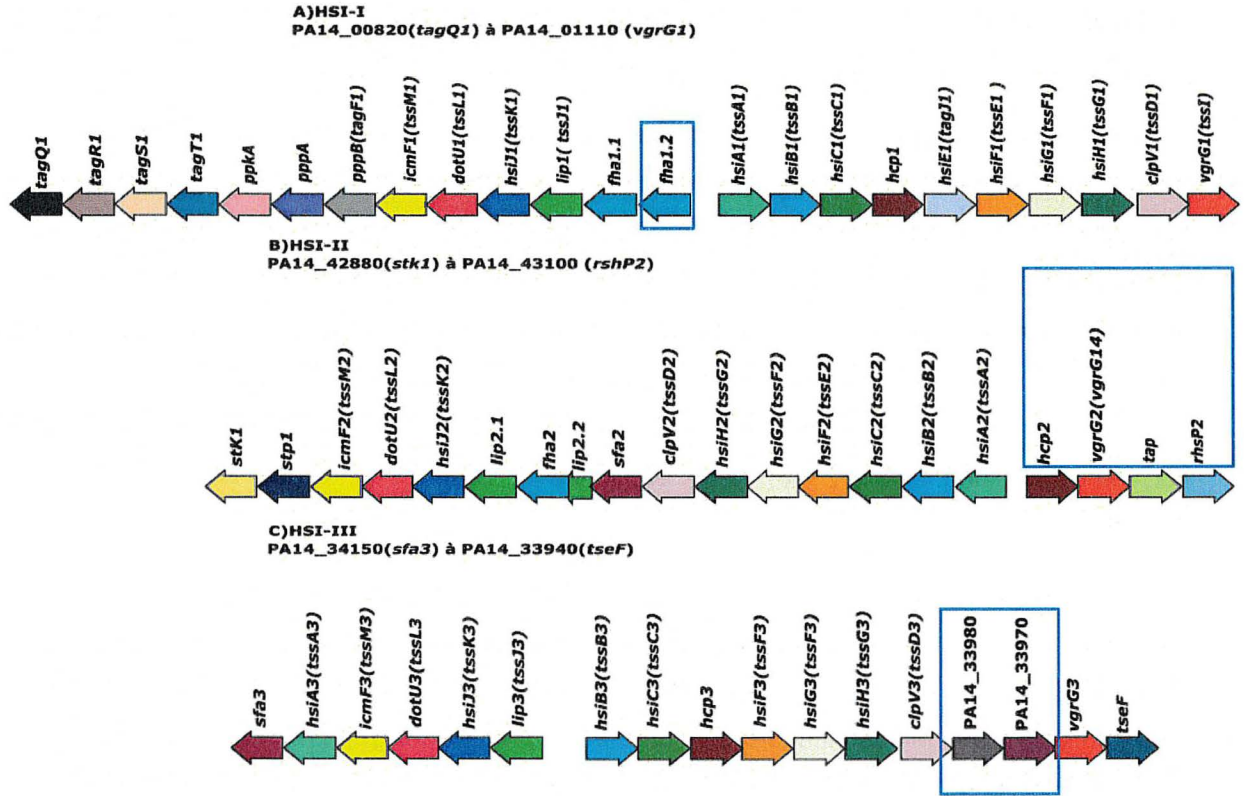 A)HSI-I
PA14_00820(tagQ1) à PA14_01110 (vgrG1)
tagQ1
tagR1
tagS1
tagT1
ppkA
pppA
pppB(tagF1)
icmF1(tssM1)
dotU1(tssL1)
hsiJ1(tssK1)
lip1( tssJ1)
fha1.1
fha1.2
hsiA1(tssA1)
hsiB1(tssB1)
hsiC1(tssC1)
hcp1
hsiE1(tagJ1)
hsiF1(tssE1 )
hsiG1(tssF1)
hsiH1(tssG1)
clpV1(tssD1)
vgrG1(tssI)
B)HSI-II
PA14_42880(stk1) à PA14_43100 (rshP2)
stK1
stp1
icmF2(tssM2)
dotU2(tssL2)
hsiJ2(tssK2)
lip2.1
fha2
lip2.2
sfa2
clpV2(tssD2)
hsiH2(tssG2)
hsiG2(tssF2)
hsiF2(tssE2)
hsiC2(tssC2)
hsiB2(tssB2)
hsiA2(tssA2)
hcp2
vgrG2(vgrG14)
tap
rhsP2
C)HSI-III
PA14_34150(sfa3) à PA14_33940(tseF)
sfa3
hsiA3(tssA3)
icmF3(tssM3)
dotU3(tssL3
hsiJ3(tssK3)
lip3(tssJ3)
hsiB3(tssB3)
hsiC3(tssC3)
hcp3
hsiF3(tssF3)
hsiG3(tssF3)
hsiH3(tssG3)
clpV3(tssD3)
PA14_33980
PA14_33970
vgrG3
tseF